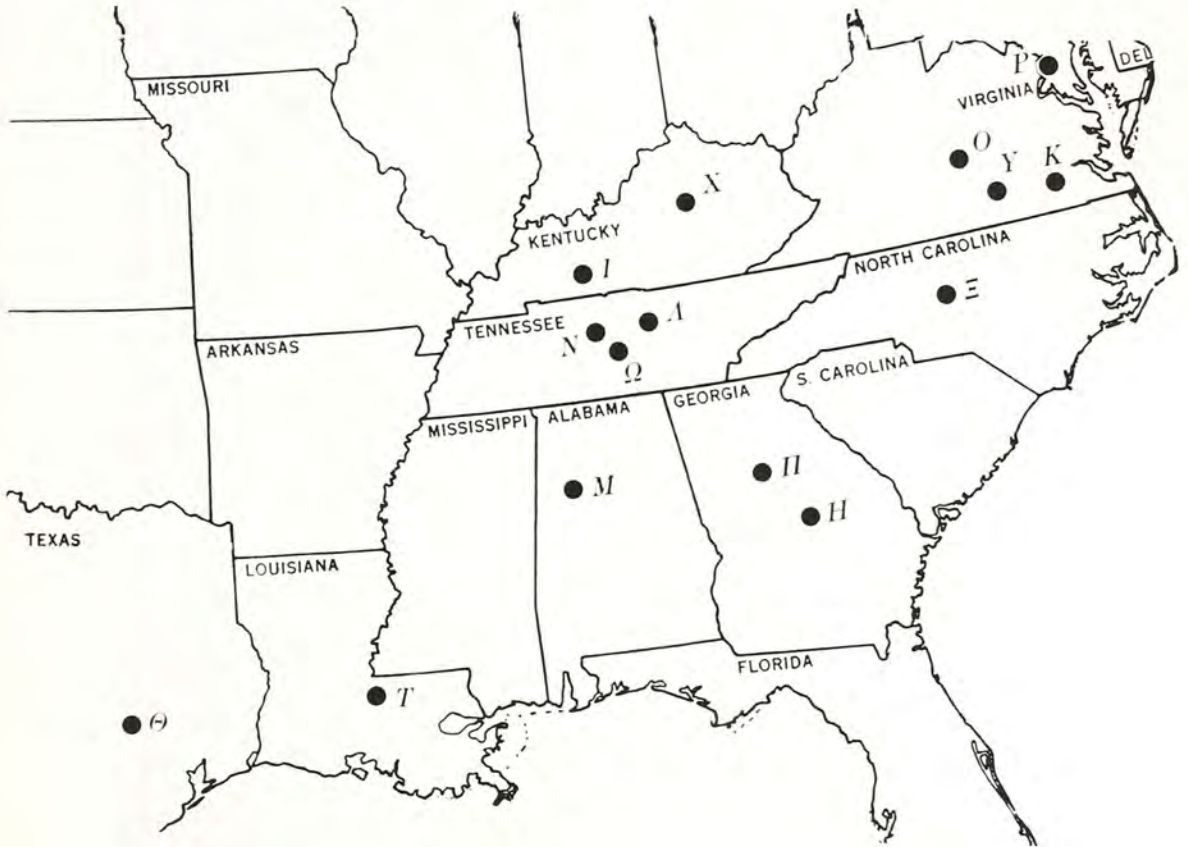 P
DEL
MISSOURI
VIRGINIA
O
Y
K
X
KENTUCKY
I
NORTH CAROLINA
Ξ
TENNESSEE
Λ
N
Ω
ARKANSAS
S. CAROLINA
MISSISSIPPI
ALABAMA
GEORGIA
Π
M
H
TEXAS
LOUISIANA
FLORIDA
T
Θ